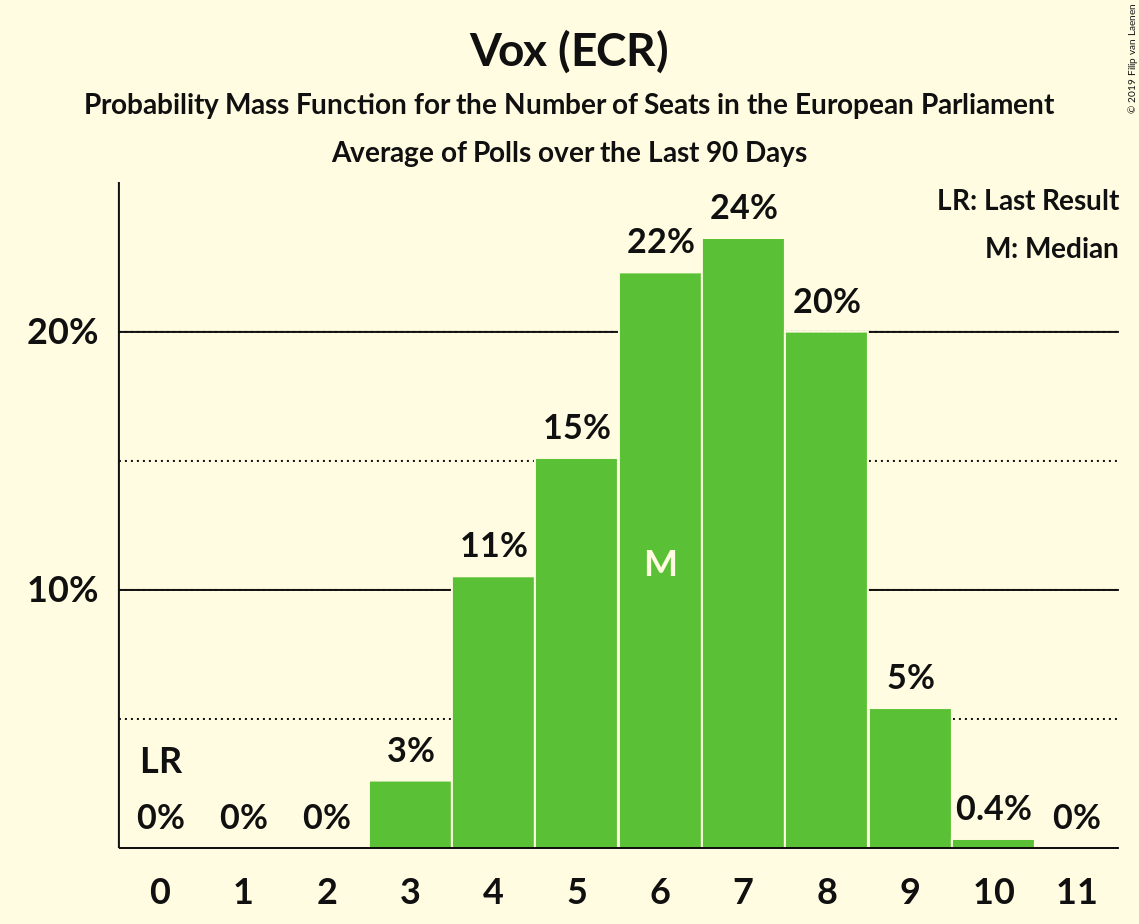 Vox (ECR)
Probability Mass Function for the Number of Seats in the European Parliament
Average of Polls over the Last 90 Days
© 2019 Filip van Laenen
LR: Last Result
M: Median
24%
22%
20%
20%
15%
11%
M
10%
5%
3%
LR
0%
0%
0%
0.4%
0%
0 1 2 3 4 5 6 7 8 9 10 11